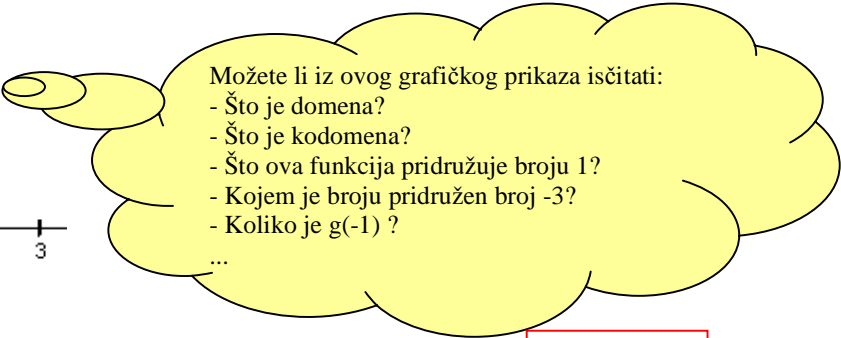 Možete li iz ovog grafičkog prikaza isčitati:
- Što je domena?
- Što je kodomena?
- Što ova funkcija pridružuje broju 1?
- Kojem je broju pridružen broj -3?
- Koliko je g(-1) ?
...
3